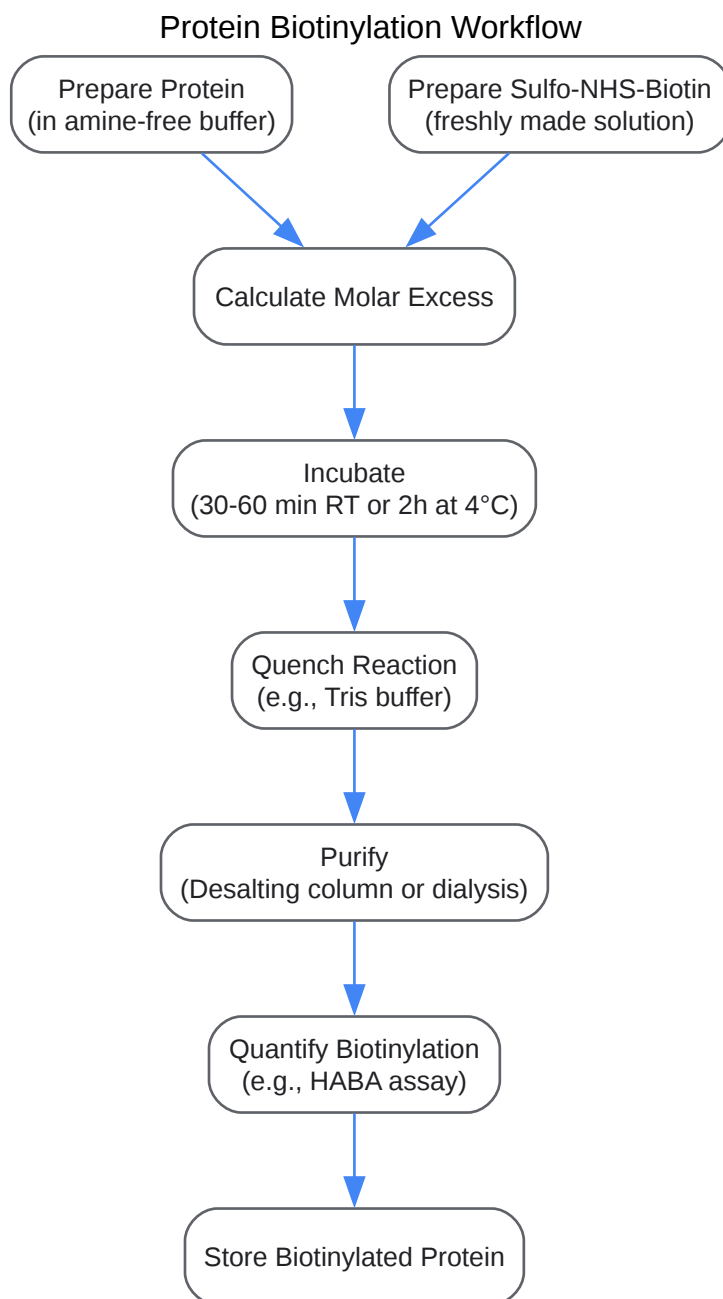 Protein Biotinylation Workflow
Prepare Protein
(in amine-free buffer)
Prepare Sulfo-NHS-Biotin
(freshly made solution)
Calculate Molar Excess
Incubate
(30-60 min RT or 2h at 4°C)
Quench Reaction
(e.g., Tris buffer)
Purify
(Desalting column or dialysis)
Quantify Biotinylation
(e.g., HABA assay)
Store Biotinylated Protein